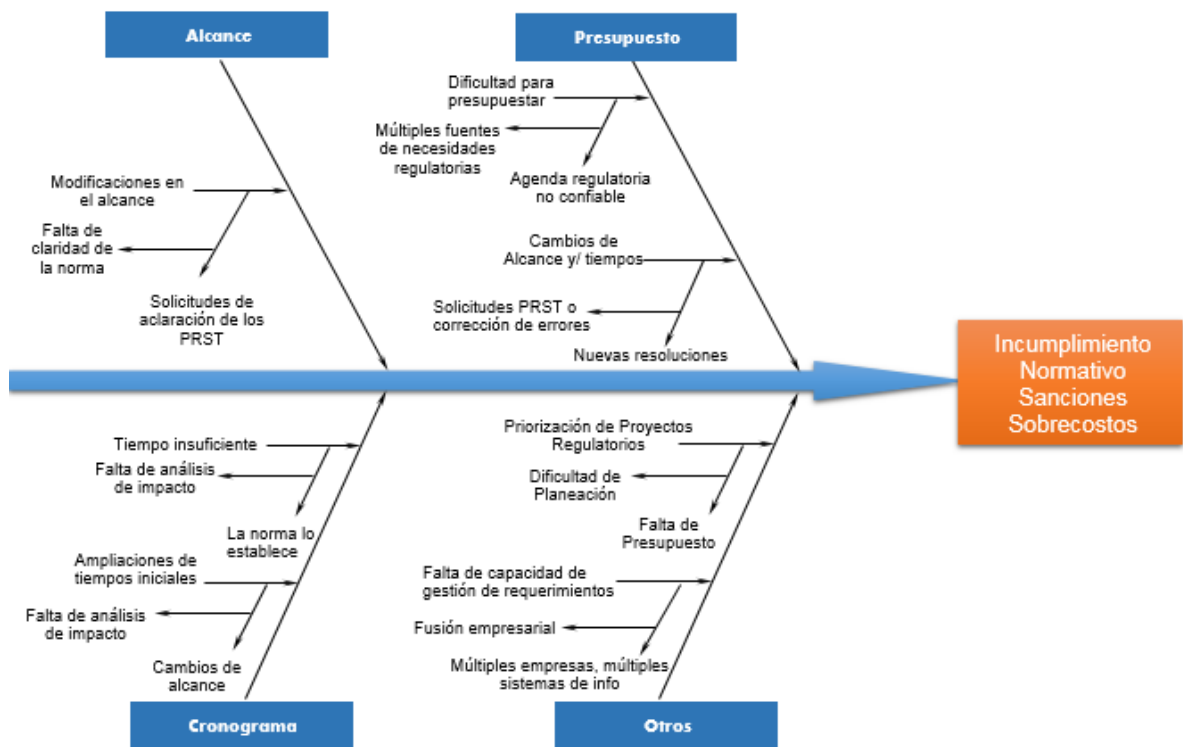 Alcance
Presupuesto
Dificultad para
presupuestar
Múltiples fuentes
de necesidades
regulatorias
Agenda regulatoria
no confiable
Modificaciones en
el alcance
Falta de
claridad de
la norma
Solicitudes de
aclaración de los
PRST
Cambios de
Alcance y/ tiempos
Solicitudes PRST o
corrección de errores
Nuevas resoluciones
Incumplimiento
Normativo
Sanciones
Sobrecostos
Tiempo insuficiente
Falta de análisis
de impacto
La norma lo
establece
Ampliaciones de
tiempos iniciales
Falta de análisis
de impacto
Cambios de
alcance
Priorización de Proyectos
Regulatorios
Dificultad de
Planeación
Falta de
Presupuesto
Falta de capacidad de
gestión de requerimientos
Fusión empresarial
Múltiples empresas, múltiples
sistemas de info
Cronograma
Otros